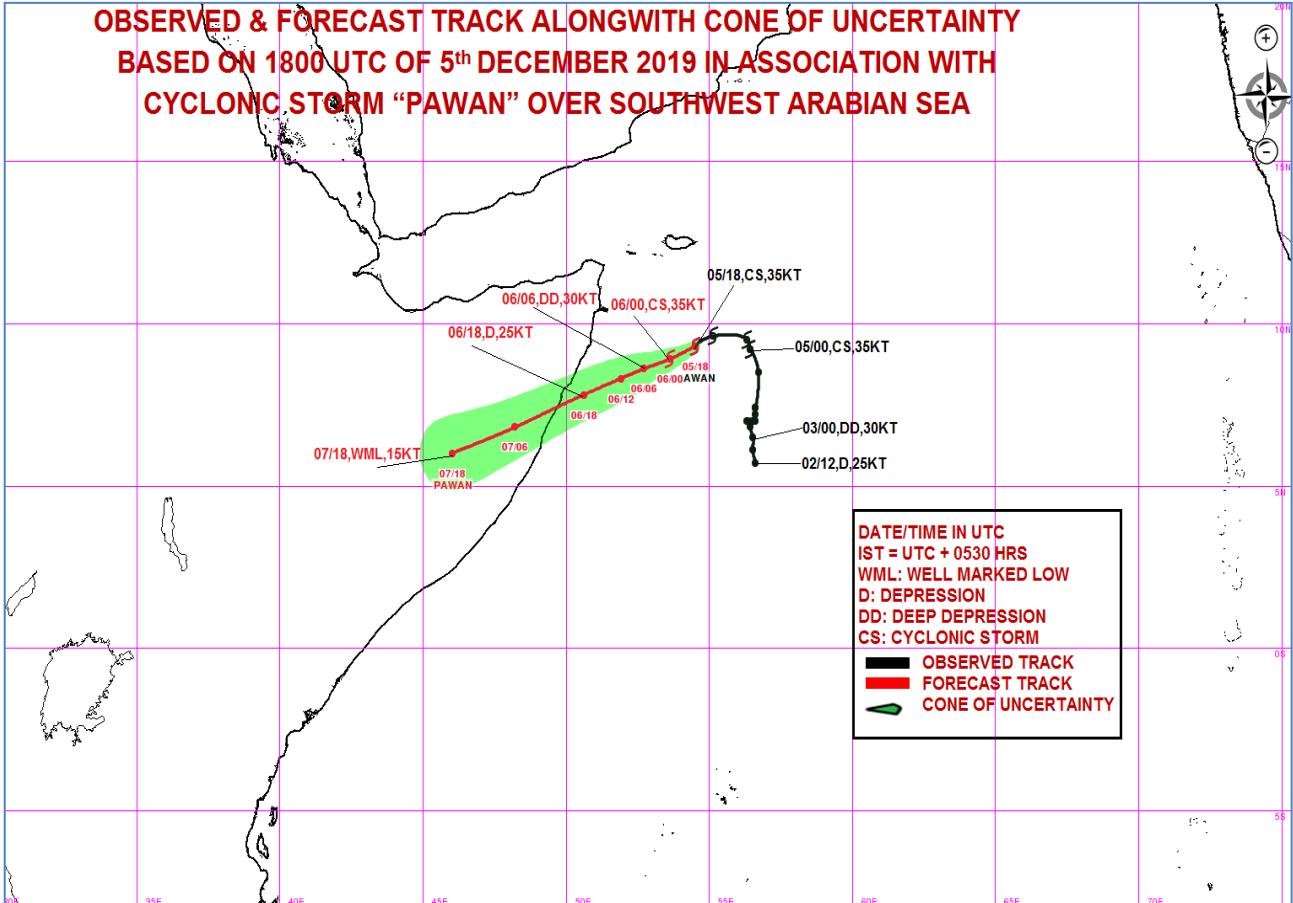 OBSERVED & FORECAST TRACK ALONGWITH CONE OF UNCERTAINTY
BASED ON 1800 UTC OF 5th DECEMBER 2019 IN ASSOCIATION WITH
CYCLONIC STORM “PAWAN” OVER SOUTHWEST ARABIAN SEA
20N
+
-
15N
05/18,CS,35KT
06/06,DD,30KT
06/00,CS,35KT
06/18,D,25KT
10N
05/00,CS,35KT
05/18
AWAN
06/00
06/06
06/12
06/18
03/00,DD,30KT
07/06
07/18,WML,15KT
02/12,D,25KT
07/18
PAWAN
5N
DATE/TIME IN UTC
IST = UTC + 0530 HRS
WML: WELL MARKED LOW
D: DEPRESSION
DD: DEEP DEPRESSION
CS: CYCLONIC STORM
OBSERVED TRACK
FORECAST TRACK
CONE OF UNCERTAINTY
0S
5S
35E
40E
45E
50E
55E
60E
65E
70E